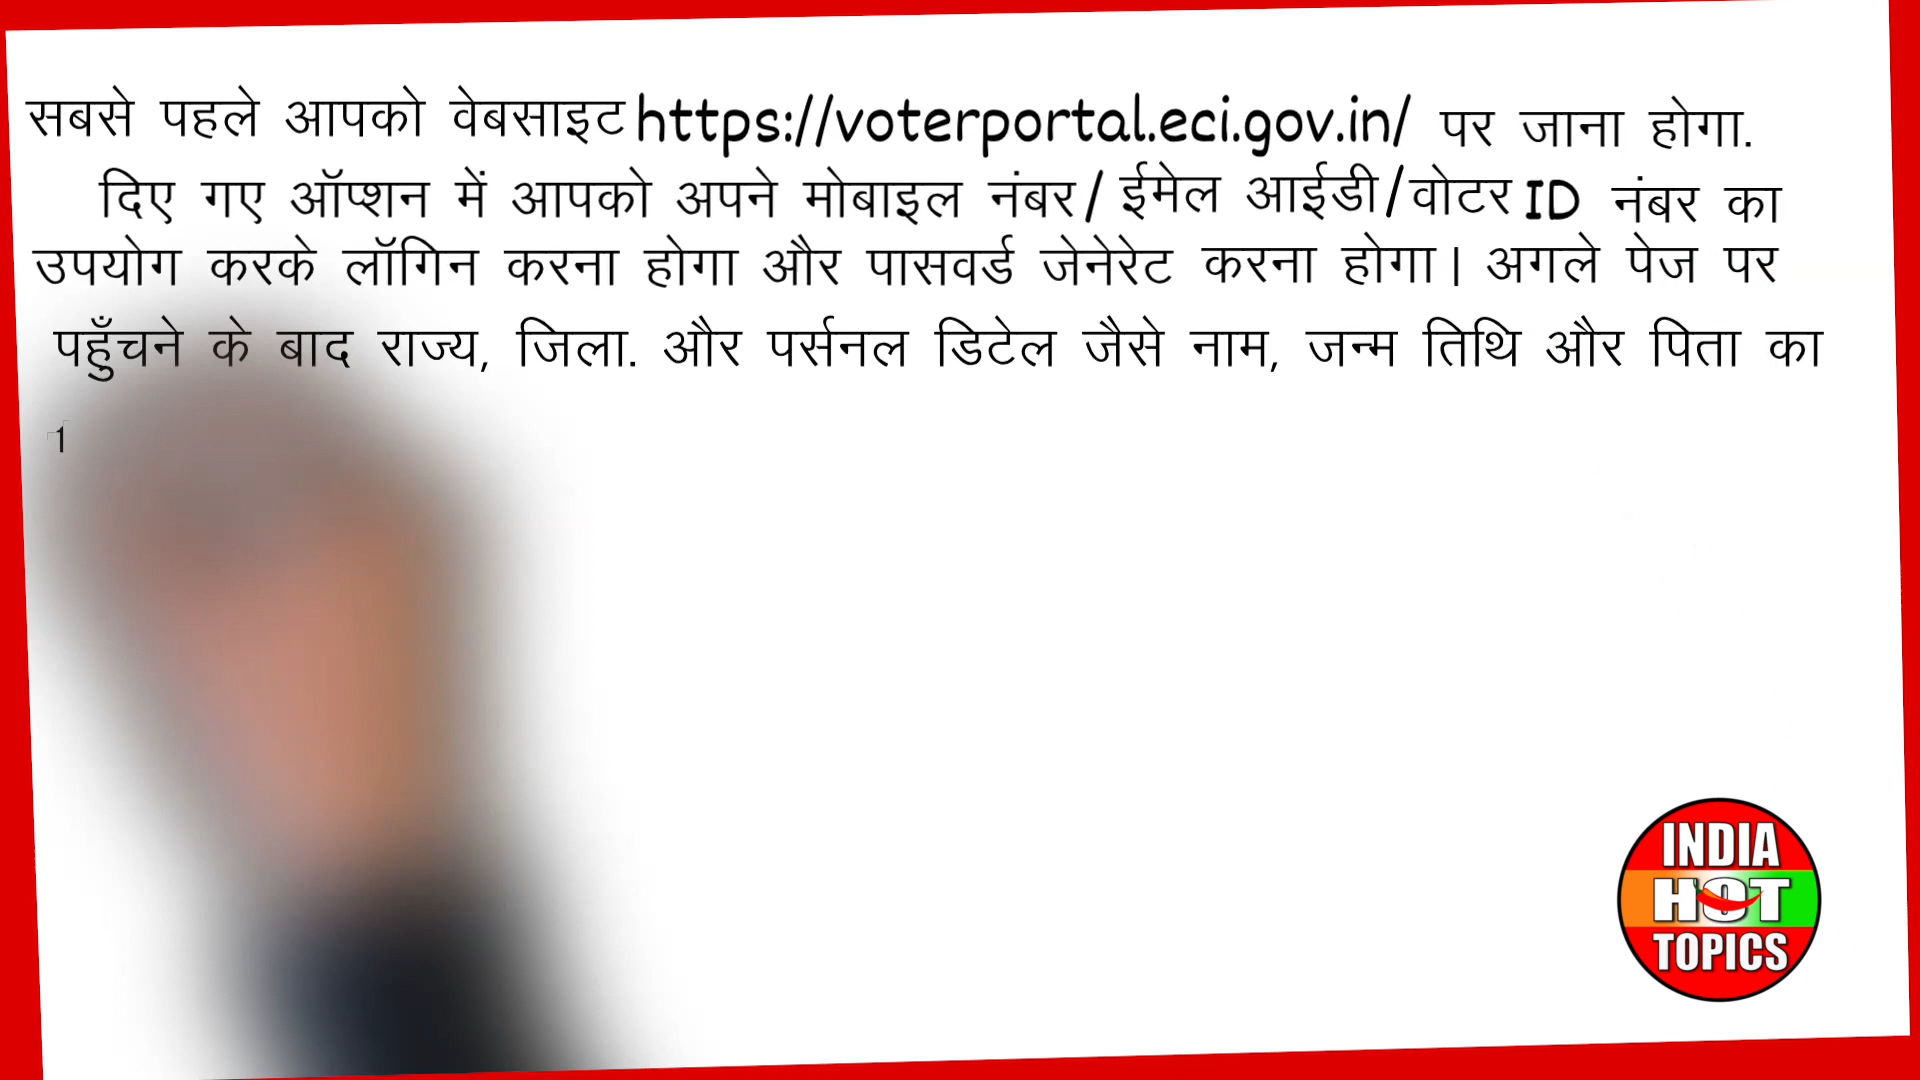 सबसे पहले आपको वेबसाइट https://voterportal.eci.gov.in/ पर जाना होगा.
दिए गए ऑप्शन में आपको अपने मोबाइल नंबर/ ईमेल आईडी/वोटर ID नंबर का
उपयोग करके लॉगिन करना होगा और पासवर्ड जेनेरेट करना होगा। अगले पेज पर
पहुँचने के बाद राज्य, जिला. और पर्सनल डिटेल जैसे नाम, जन्म तिथि और पिता का
INDIA
HOT
TOPICS